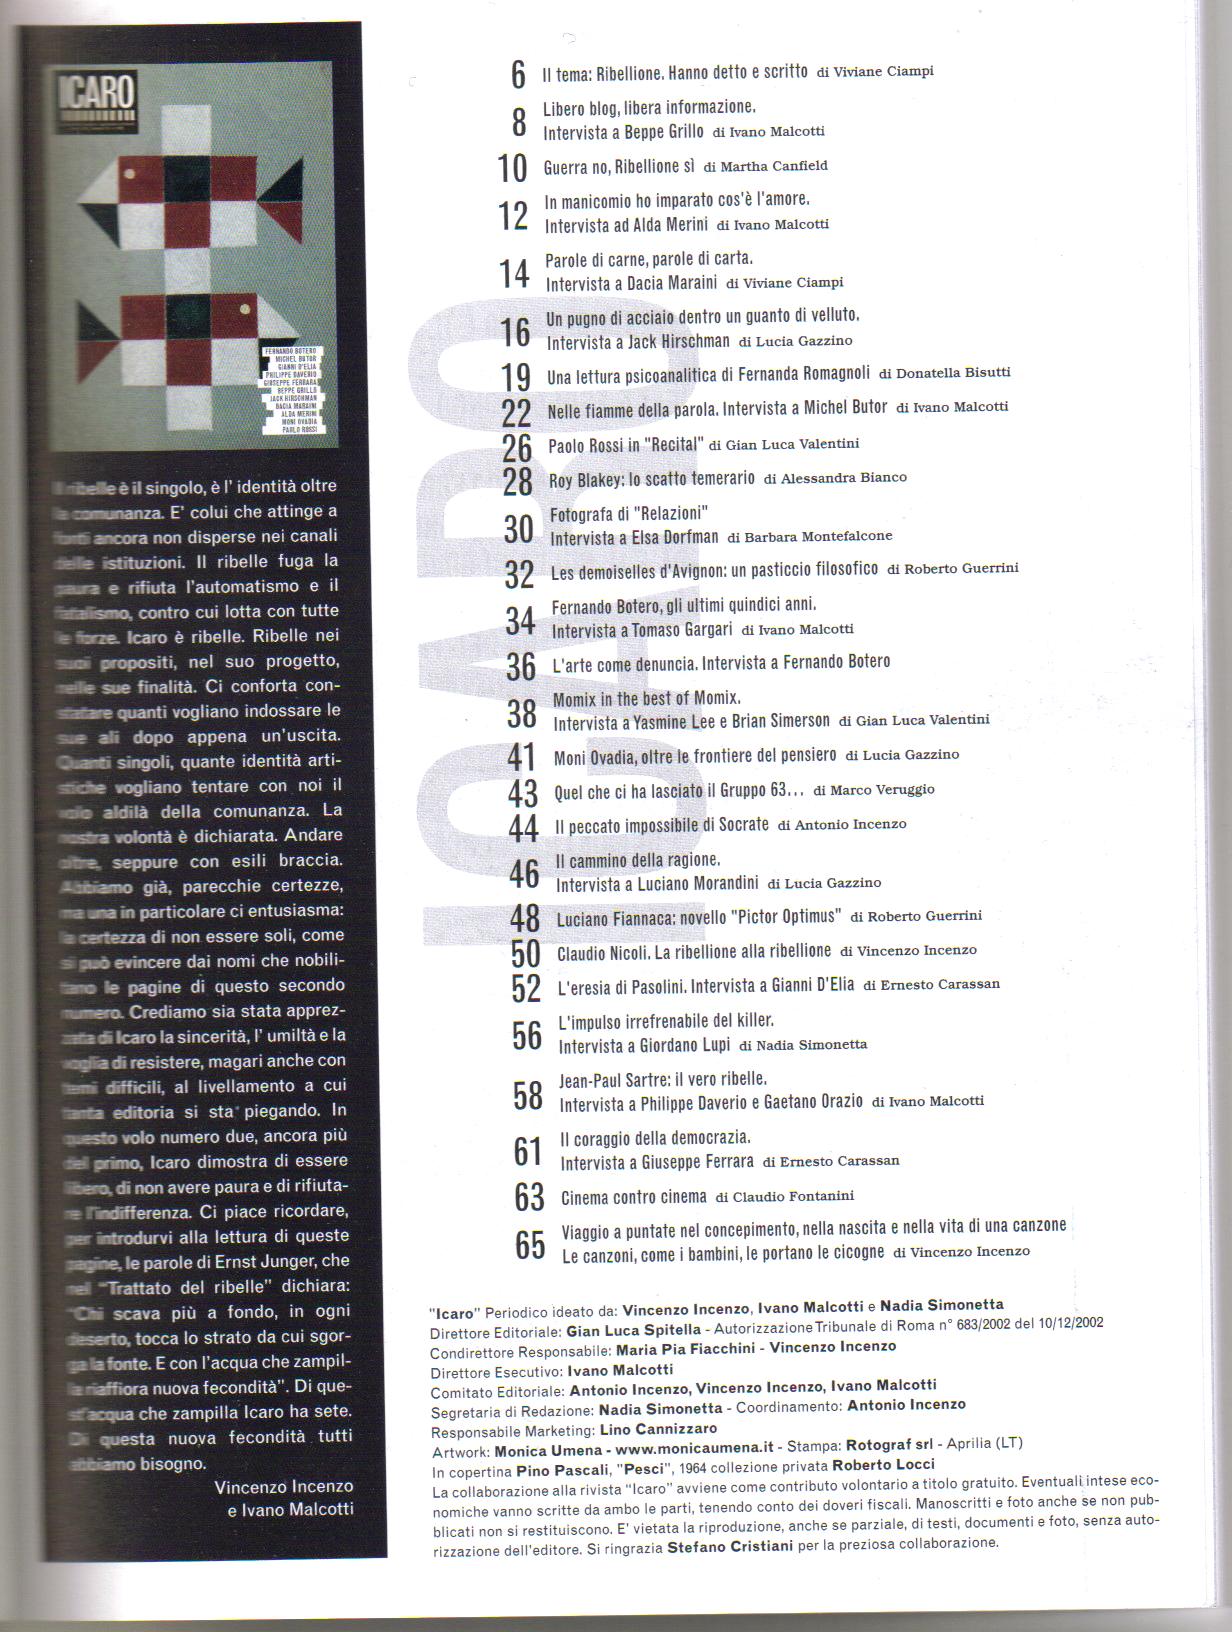 ICARO
FERNANDO BOTERO
MICHEL BUTOR
GIANNI D'ELIA
PHILIPPE DAVERIO
GIUSEPPE FERRARA
BEPPE GRILLO
JACK HIRSCHMAN
DACIA MARAINI
ALDA MERINI
MONI OVADIA
PAOLO ROSSI
Il ribelle è il singolo, è l' identità oltre
la comunanza. E' colui che attinge a
fonti ancora non disperse nei canali
delle istituzioni. Il ribelle fuga la
paura e rifiuta l'automatismo e il
fatalismo, contro cui lotta con tutte
le forze. Icaro è ribelle. Ribelle nei
suoi propositi, nel suo progetto,
nelle sue finalità. Ci conforta con-
statare quanti vogliano indossare le
sue ali dopo appena un'uscita.
Quanti singoli, quante identità arti-
stiche vogliano tentare con noi il
volo aldilà della comunanza. La
nostra volontà è dichiarata. Andare
oltre, seppure con esili braccia.
Abbiamo già, parecchie certezze,
ma una in particolare ci entusiasma:
la certezza di non essere soli, come
si può evincere dai nomi che nobili-
tano le pagine di questo secondo
numero. Crediamo sia stata apprez-
zata di Icaro la sincerità, l' umiltà e la
voglia di resistere, magari anche con
temi difficili, al livellamento a cui
tanta editoria si sta piegando. In
questo volo numero due, ancora più
del primo, Icaro dimostra di essere
libero, di non avere paura e di rifiuta-
re l'indifferenza. Ci piace ricordare,
per introdurvi alla lettura di queste
pagine, le parole di Ernst Junger, che
nel "Trattato del ribelle" dichiara:
"Chi scava più a fondo, in ogni
deserto, tocca lo strato da cui sgor-
ga la fonte. E con l'acqua che zampil-
la riaffiora nuova fecondità". Di que-
st'acqua che zampilla Icaro ha sete.
Di questa nuova fecondità tutti
abbiamo bisogno.
Vincenzo Incenzo
e Ivano Malcotti
ICARO
6 Il tema: Ribellione. Hanno detto e scritto di Viviane Ciampi
8 Libero blog, libera informazione.
Intervista a Beppe Grillo di Ivano Malcotti
10 Guerra no, Ribellione sì di Martha Canfield
12 In manicomio ho imparato cos'è l'amore.
Intervista ad Alda Merini di Ivano Malcotti
14 Parole di carne, parole di carta.
Intervista a Dacia Maraini di Viviane Ciampi
16 Un pugno di acciaio dentro un guanto di velluto.
Intervista a Jack Hirschman di Lucia Gazzino
19 Una lettura psicoanalitica di Fernanda Romagnoli di Donatella Bisutti
22 Nelle fiamme della parola. Intervista a Michel Butor di Ivano Malcotti
26 Paolo Rossi in "Recital" di Gian Luca Valentini
28 Roy Blakey: lo scatto temerario di Alessandra Bianco
30 Fotografa di "Relazioni"
Intervista a Elsa Dorfman di Barbara Montefalcone
32 Les demoiselles d'Avignon: un pasticcio filosofico di Roberto Guerrini
34 Fernando Botero, gli ultimi quindici anni.
Intervista a Tomaso Gargari di Ivano Malcotti
36 L'arte come denuncia. Intervista a Fernando Botero
38 Momix in the best of Momix.
Intervista a Yasmine Lee e Brian Simerson di Gian Luca Valentini
41 Moni Ovadia, oltre le frontiere del pensiero di Lucia Gazzino
43 Quel che ci ha lasciato il Gruppo 63... di Marco Veruggio
44 Il peccato impossibile di Socrate di Antonio Incenzo
46 Il cammino della ragione.
Intervista a Luciano Morandini di Lucia Gazzino
48 Luciano Fiannaca: novello "Pictor Optimus" di Roberto Guerrini
50 Claudio Nicoli. La ribellione alla ribellione di Vincenzo Incenzo
52 L'eresia di Pasolini. Intervista a Gianni D'Elia di Ernesto Carassan
56 L'impulso irrefrenabile del killer.
Intervista a Giordano Lupi di Nadia Simonetta
58 Jean-Paul Sartre: il vero ribelle.
Intervista a Philippe Daverio e Gaetano Orazio di Ivano Malcotti
61 Il coraggio della democrazia.
Intervista a Giuseppe Ferrara di Ernesto Carassan
63 Cinema contro cinema di Claudio Fontanini
65 Viaggio a puntate nel concepimento, nella nascita e nella vita di una canzone
Le canzoni, come i bambini, le portano le cicogne di Vincenzo Incenzo
"Icaro" Periodico ideato da: Vincenzo Incenzo, Ivano Malcotti e Nadia Simonetta
Direttore Editoriale: Gian Luca Spitella - Autorizzazione Tribunale di Roma n° 683/2002 del 10/12/2002
Condirettore Responsabile: Maria Pia Fiacchini - Vincenzo Incenzo
Direttore Esecutivo: Ivano Malcotti
Comitato Editoriale: Antonio Incenzo, Vincenzo Incenzo, Ivano Malcotti
Segretaria di Redazione: Nadia Simonetta - Coordinamento: Antonio Incenzo
Responsabile Marketing: Lino Cannizzaro
Artwork: Monica Umena - www.monicaumena.it - Stampa: Rotograf srl - Aprilia (LT)
In copertina Pino Pascali, "Pesci", 1964 collezione privata Roberto Locci
La collaborazione alla rivista "Icaro" avviene come contributo volontario a titolo gratuito. Eventuali intese eco-
nomiche vanno scritte da ambo le parti, tenendo conto dei doveri fiscali. Manoscritti e foto anche se non pub-
blicati non si restituiscono. E' vietata la riproduzione, anche se parziale, di testi, documenti e foto, senza auto-
rizzazione dell'editore. Si ringrazia Stefano Cristiani per la preziosa collaborazione.